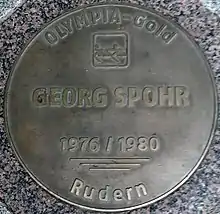 OLYMPIA-Gold
GEORG SPOHR
1976/1980
Rudern